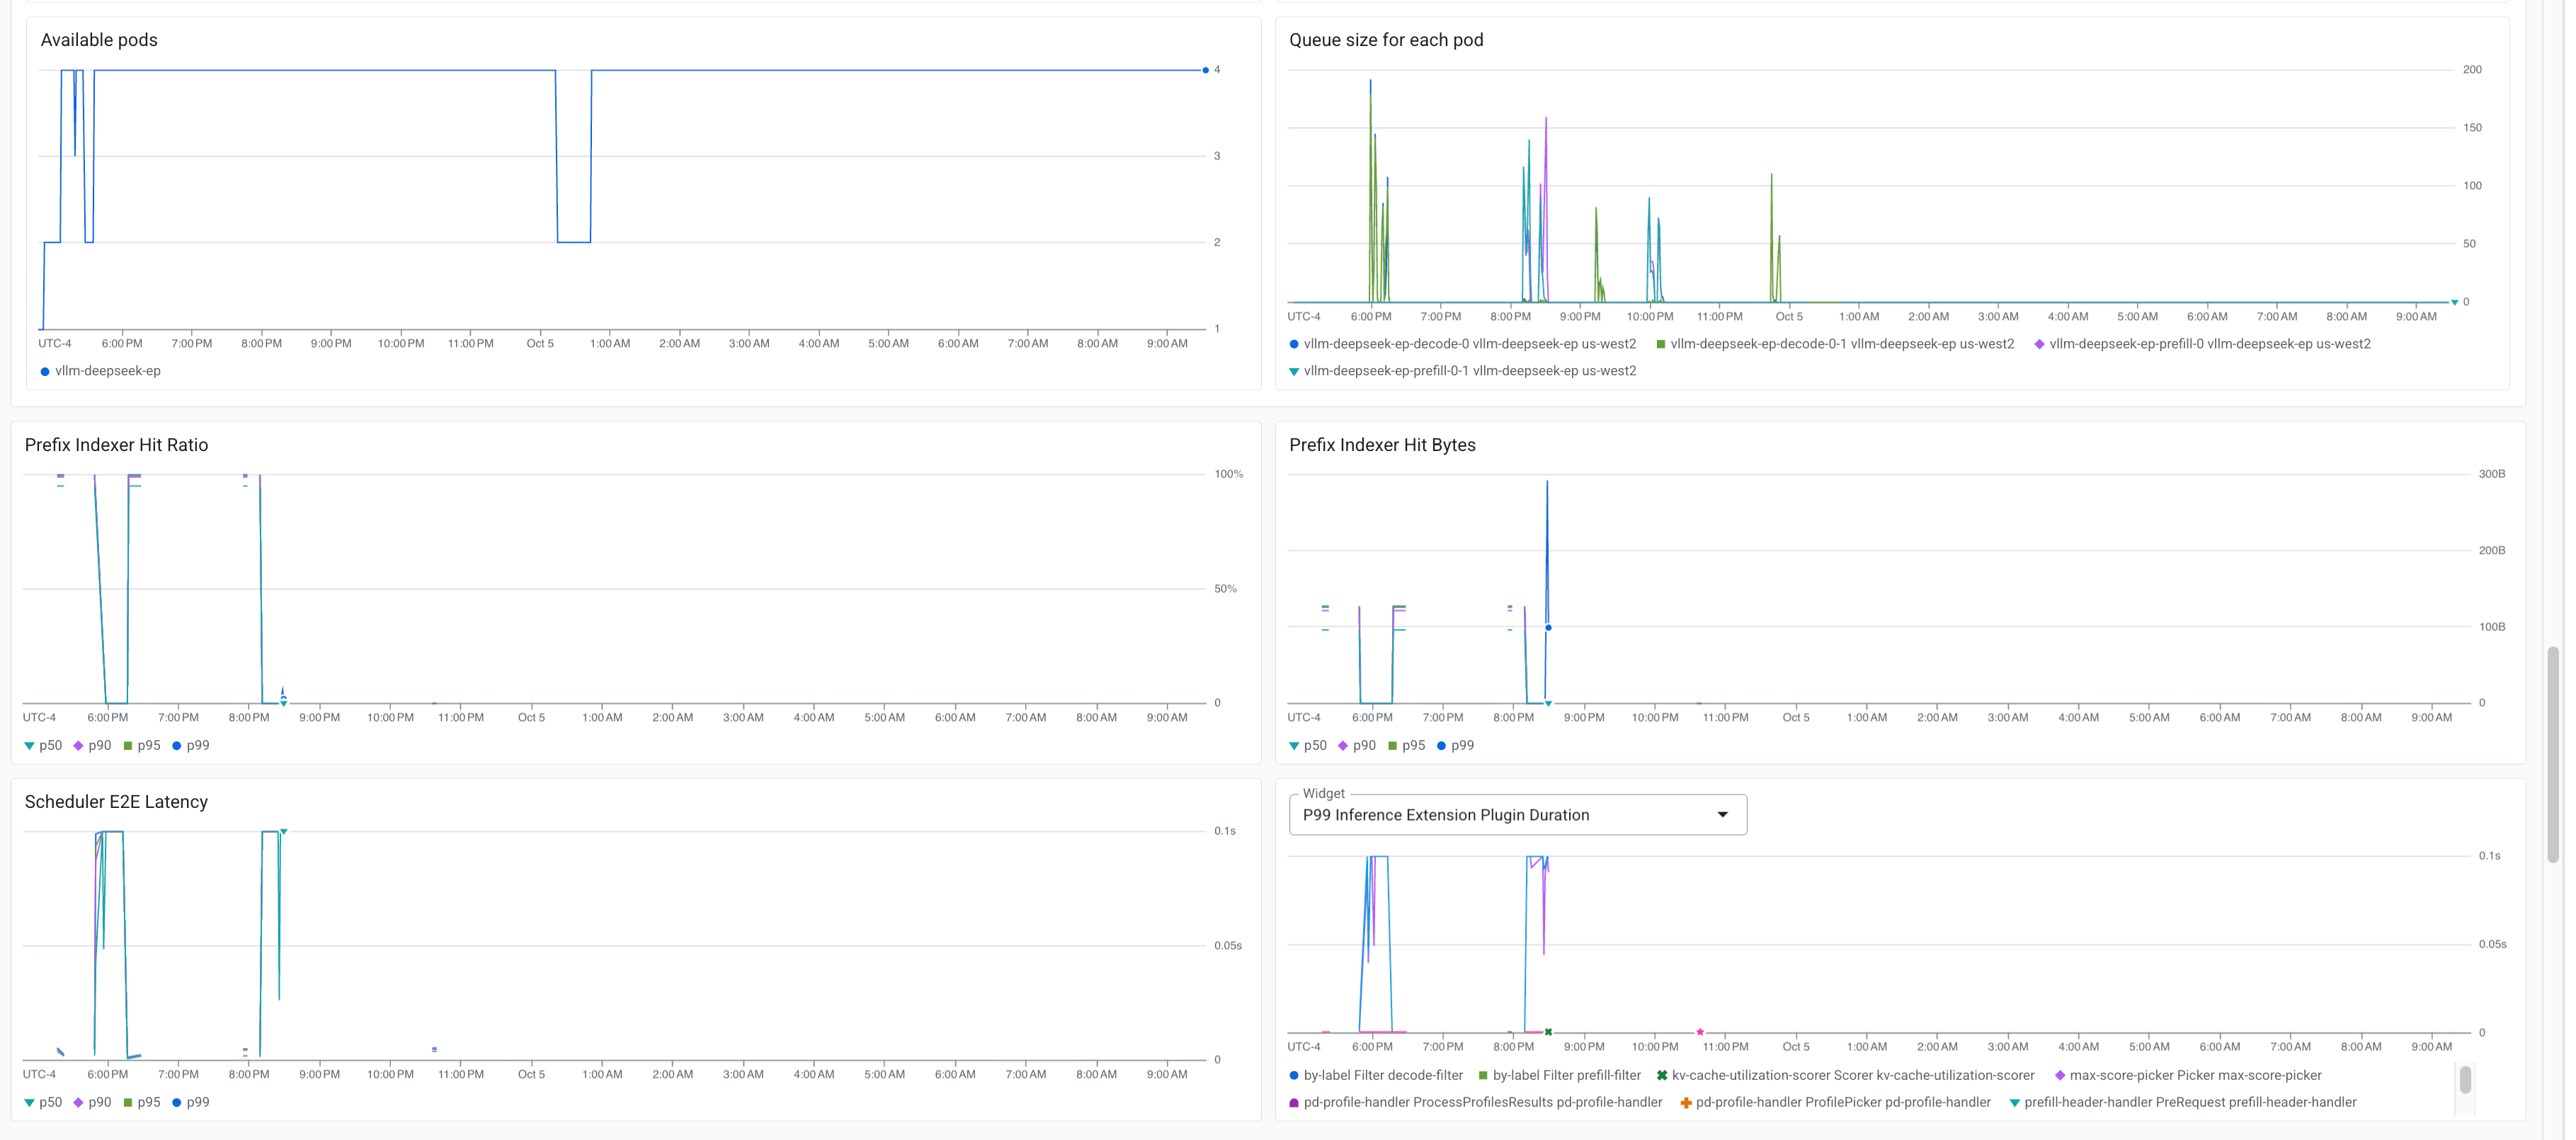 Available pods
4
3
2
1
UTC-4 6:00 PM 7:00 PM 8:00 PM 9:00 PM 10:00 PM 11:00 PM Oct 5 1:00 AM 2:00 AM 3:00 AM 4:00 AM 5:00 AM 6:00 AM 7:00 AM 8:00 AM 9:00 AM
vllm-deepseek-ep
Queue size for each pod
200
150
100
50
0
UTC-4 6:00 PM 7:00 PM 8:00 PM 9:00 PM 10:00 PM 11:00 PM Oct 5 1:00 AM 2:00 AM 3:00 AM 4:00 AM 5:00 AM 6:00 AM 7:00 AM 8:00 AM 9:00 AM
vllm-deepseek-ep-decode-0 vllm-deepseek-ep us-west2 vllm-deepseek-ep-decode-0-1 vllm-deepseek-ep us-west2 vllm-deepseek-ep-prefill-0 vllm-deepseek-ep us-west2
vllm-deepseek-ep-prefill-0-1 vllm-deepseek-ep us-west2
Prefix Indexer Hit Ratio
100%
50%
0
UTC-4 6:00 PM 7:00 PM 8:00 PM 9:00 PM 10:00 PM 11:00 PM Oct 5 1:00 AM 2:00 AM 3:00 AM 4:00 AM 5:00 AM 6:00 AM 7:00 AM 8:00 AM 9:00 AM
p50 p90 p95 p99
Prefix Indexer Hit Bytes
300B
200B
100B
0
UTC-4 6:00 PM 7:00 PM 8:00 PM 9:00 PM 10:00 PM 11:00 PM Oct 5 1:00 AM 2:00 AM 3:00 AM 4:00 AM 5:00 AM 6:00 AM 7:00 AM 8:00 AM 9:00 AM
p50 p90 p95 p99
Scheduler E2E Latency
0.1s
0.05s
0
UTC-4 6:00 PM 7:00 PM 8:00 PM 9:00 PM 10:00 PM 11:00 PM Oct 5 1:00 AM 2:00 AM 3:00 AM 4:00 AM 5:00 AM 6:00 AM 7:00 AM 8:00 AM 9:00 AM
p50 p90 p95 p99
Widget
P99 Inference Extension Plugin Duration
0.1s
0.05s
0
UTC-4 6:00 PM 7:00 PM 8:00 PM 9:00 PM 10:00 PM 11:00 PM Oct 5 1:00 AM 2:00 AM 3:00 AM 4:00 AM 5:00 AM 6:00 AM 7:00 AM 8:00 AM 9:00 AM
by-label Filter decode-filter by-label Filter prefill-filter kv-cache-utilization-scorer Scorer kv-cache-utilization-scorer max-score-picker Picker max-score-picker
pd-profile-handler ProcessProfilesResults pd-profile-handler pd-profile-handler ProfilePicker pd-profile-handler prefill-header-handler PreRequest prefill-header-handler